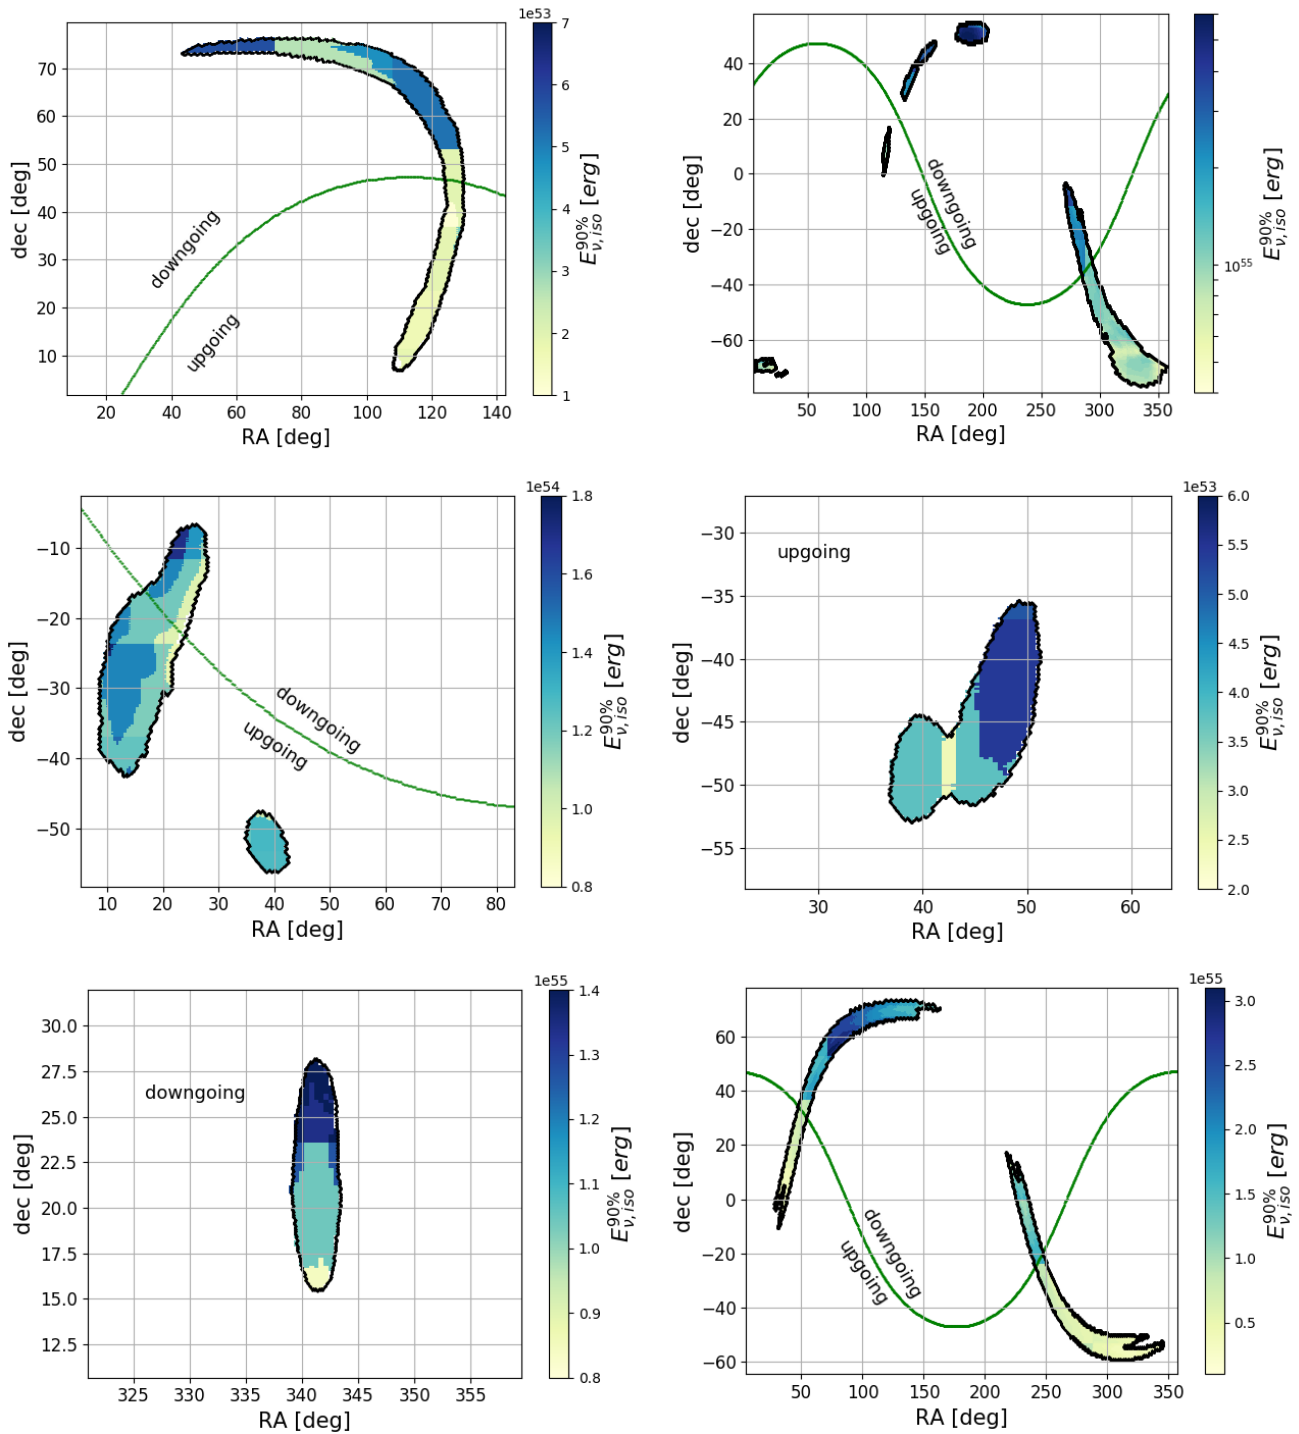 1e53
70
60
50
40
30
20
10
dec [deg]
20 40 60 80 100 120 140
RA [deg]
downgoing
upgoing
7
6
5
4
3
2
1
E^{90%}_{ν,iso} [erg]
40
20
0
−20
−40
−60
dec [deg]
50 100 150 200 250 300 350
RA [deg]
downgoing
upgoing
10^{55}
E^{90%}_{ν,iso} [erg]
1e54
−10
−20
−30
−40
−50
dec [deg]
10 20 30 40 50 60 70 80
RA [deg]
downgoing
upgoing
1.8
1.6
1.4
1.2
1.0
0.8
E^{90%}_{ν,iso} [erg]
1e53
−30
−35
−40
−45
−50
−55
dec [deg]
30 40 50 60
RA [deg]
upgoing
6.0
5.5
5.0
4.5
4.0
3.5
3.0
2.5
2.0
E^{90%}_{ν,iso} [erg]
1e55
30.0
27.5
25.0
22.5
20.0
17.5
15.0
12.5
dec [deg]
325 330 335 340 345 350 355
RA [deg]
downgoing
1.4
1.3
1.2
1.1
1.0
0.9
0.8
E^{90%}_{ν,iso} [erg]
1e55
60
40
20
0
−20
−40
−60
dec [deg]
50 100 150 200 250 300 350
RA [deg]
downgoing
upgoing
3.0
2.5
2.0
1.5
1.0
0.5
E^{90%}_{ν,iso} [erg]